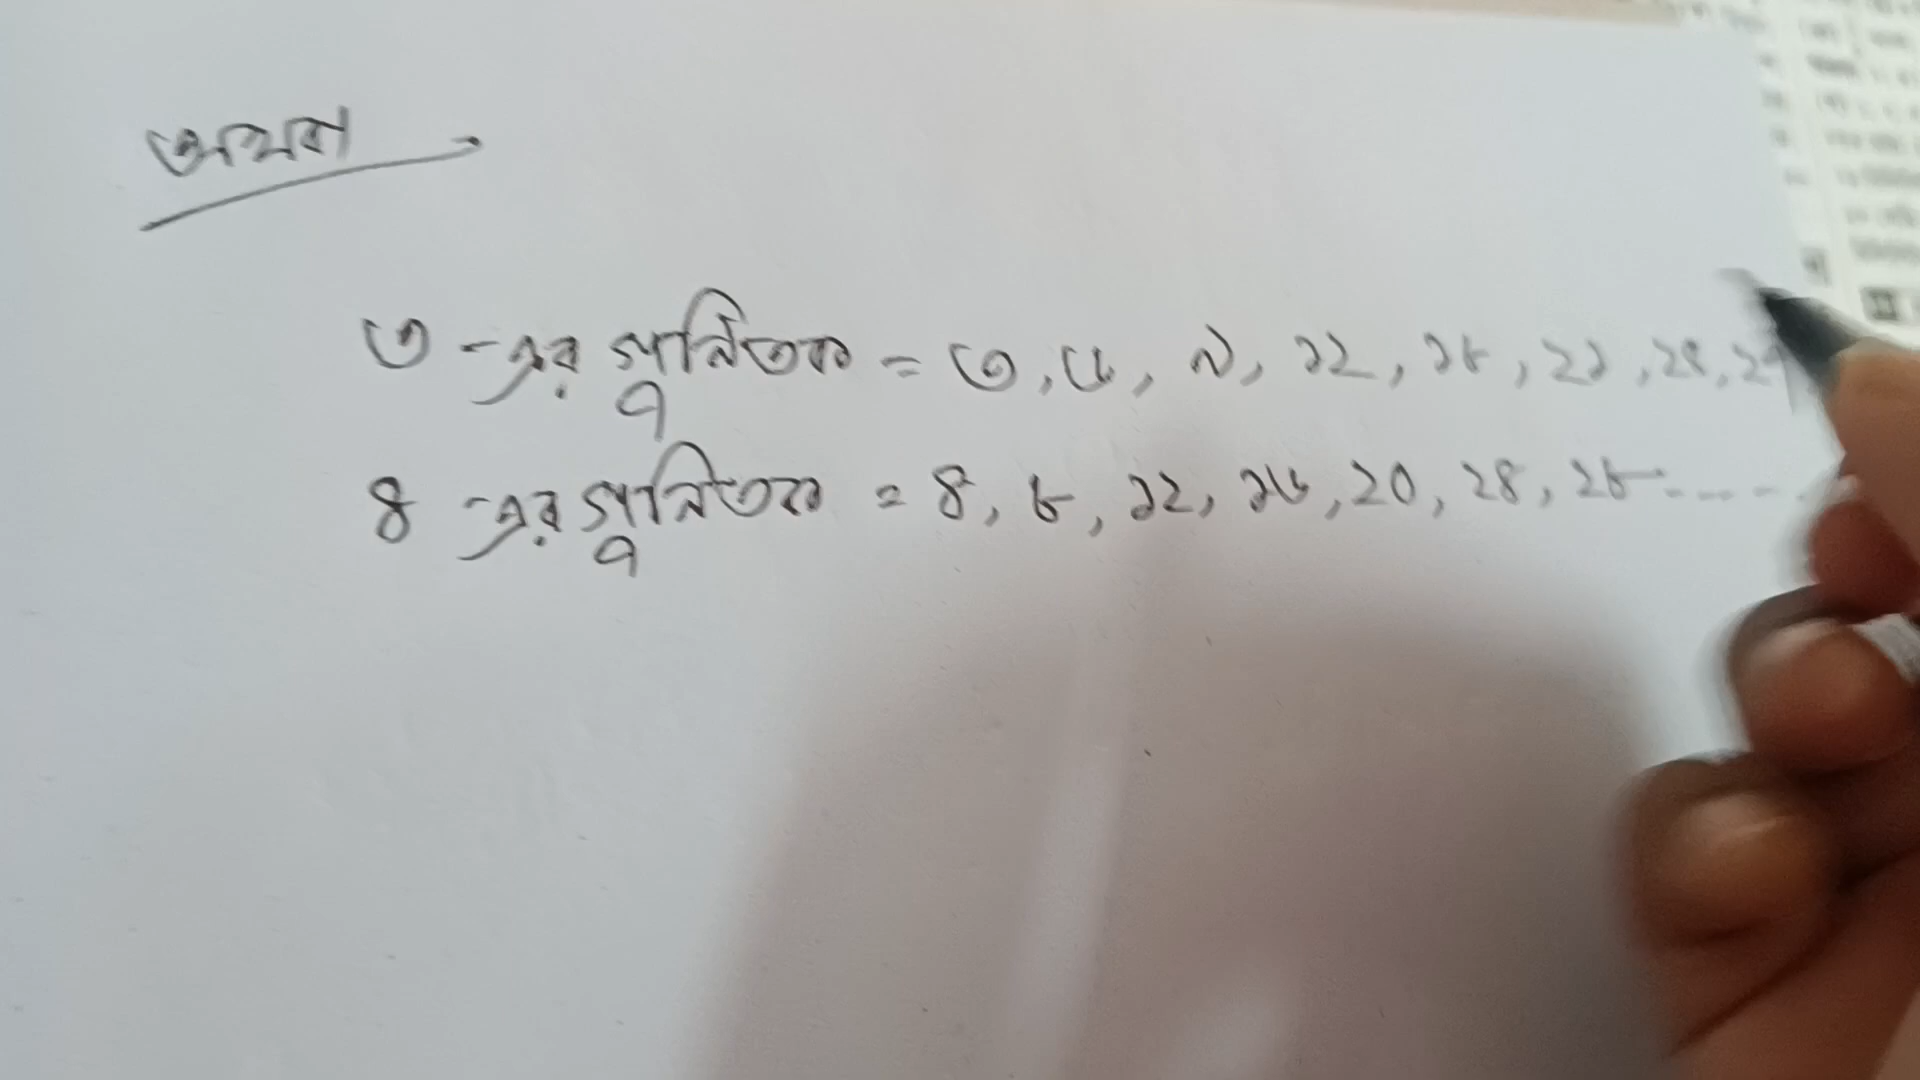 অথবা
৩ -এর গুনিতক = ৩, ৬, ৯, ১২, ১৮, ২১, ২৪, ২৭
৪ -এর গুনিতক = ৪, ৮, ১২, ১৬, ২০, ২৪, ২৮.....